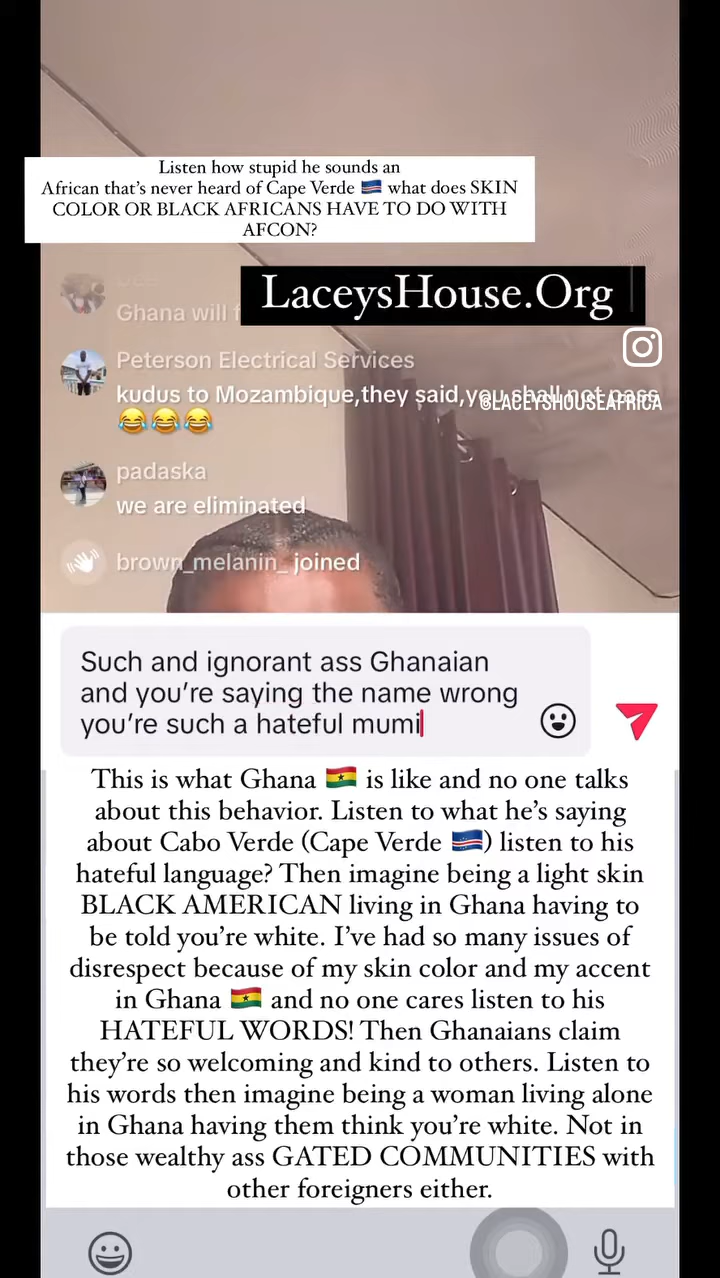 Listen how stupid he sounds an
African that's never heard of Cape Verde 🇨🇻 what does SKIN
COLOR OR BLACK AFRICANS HAVE TO DO WITH
AFCON?
LaceysHouse.Org
Ghana will
Peterson Electrical Services
kudus to Mozambique,they said,you shall not pass
😂😂😂
@LACEYSHOUSEAFRICA
padaska
we are eliminated
brown_melanin_ joined
Such and ignorant ass Ghanaian
and you're saying the name wrong
you're such a hateful mumi
This is what Ghana 🇬🇭 is like and no one talks
about this behavior. Listen to what he's saying
about Cabo Verde (Cape Verde 🇨🇻) listen to his
hateful language? Then imagine being a light skin
BLACK AMERICAN living in Ghana having to
be told you're white. I've had so many issues of
disrespect because of my skin color and my accent
in Ghana 🇬🇭 and no one cares listen to his
HATEFUL WORDS! Then Ghanaians claim
they're so welcoming and kind to others. Listen to
his words then imagine being a woman living alone
in Ghana having them think you're white. Not in
those wealthy ass GATED COMMUNITIES with
other foreigners either.